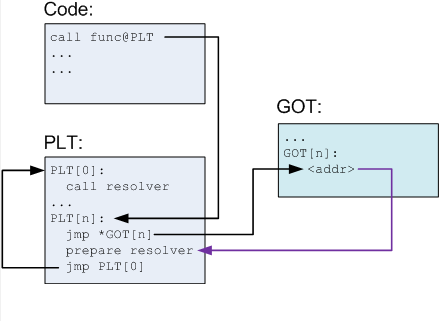 Code:
call func@PLT
...
...
PLT:
PLT[0]:
call resolver
...
PLT[n]:
jmp *GOT[n]
prepare resolver
jmp PLT[0]
GOT:
...
GOT[n]:
<addr>